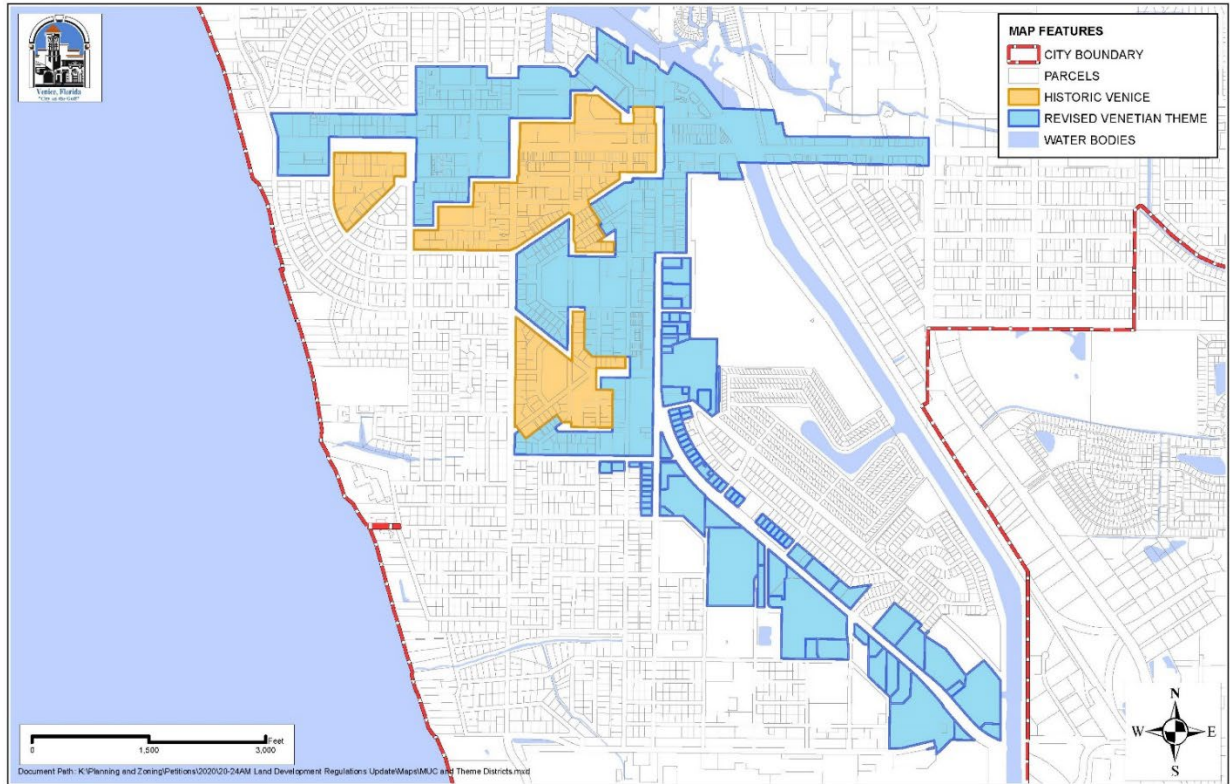 Venice, Florida
"City on the Gulf"
MAP FEATURES
CITY BOUNDARY
PARCELS
HISTORIC VENICE
REVISED VENETIAN THEME
WATER BODIES
N
W E
S
Feet
0 1,500 3,000
Document Path: K:\Planning and Zoning\Petitions\2020\20-24AM Land Development Regulations Update\Maps\MUC and Theme Districts.mxd